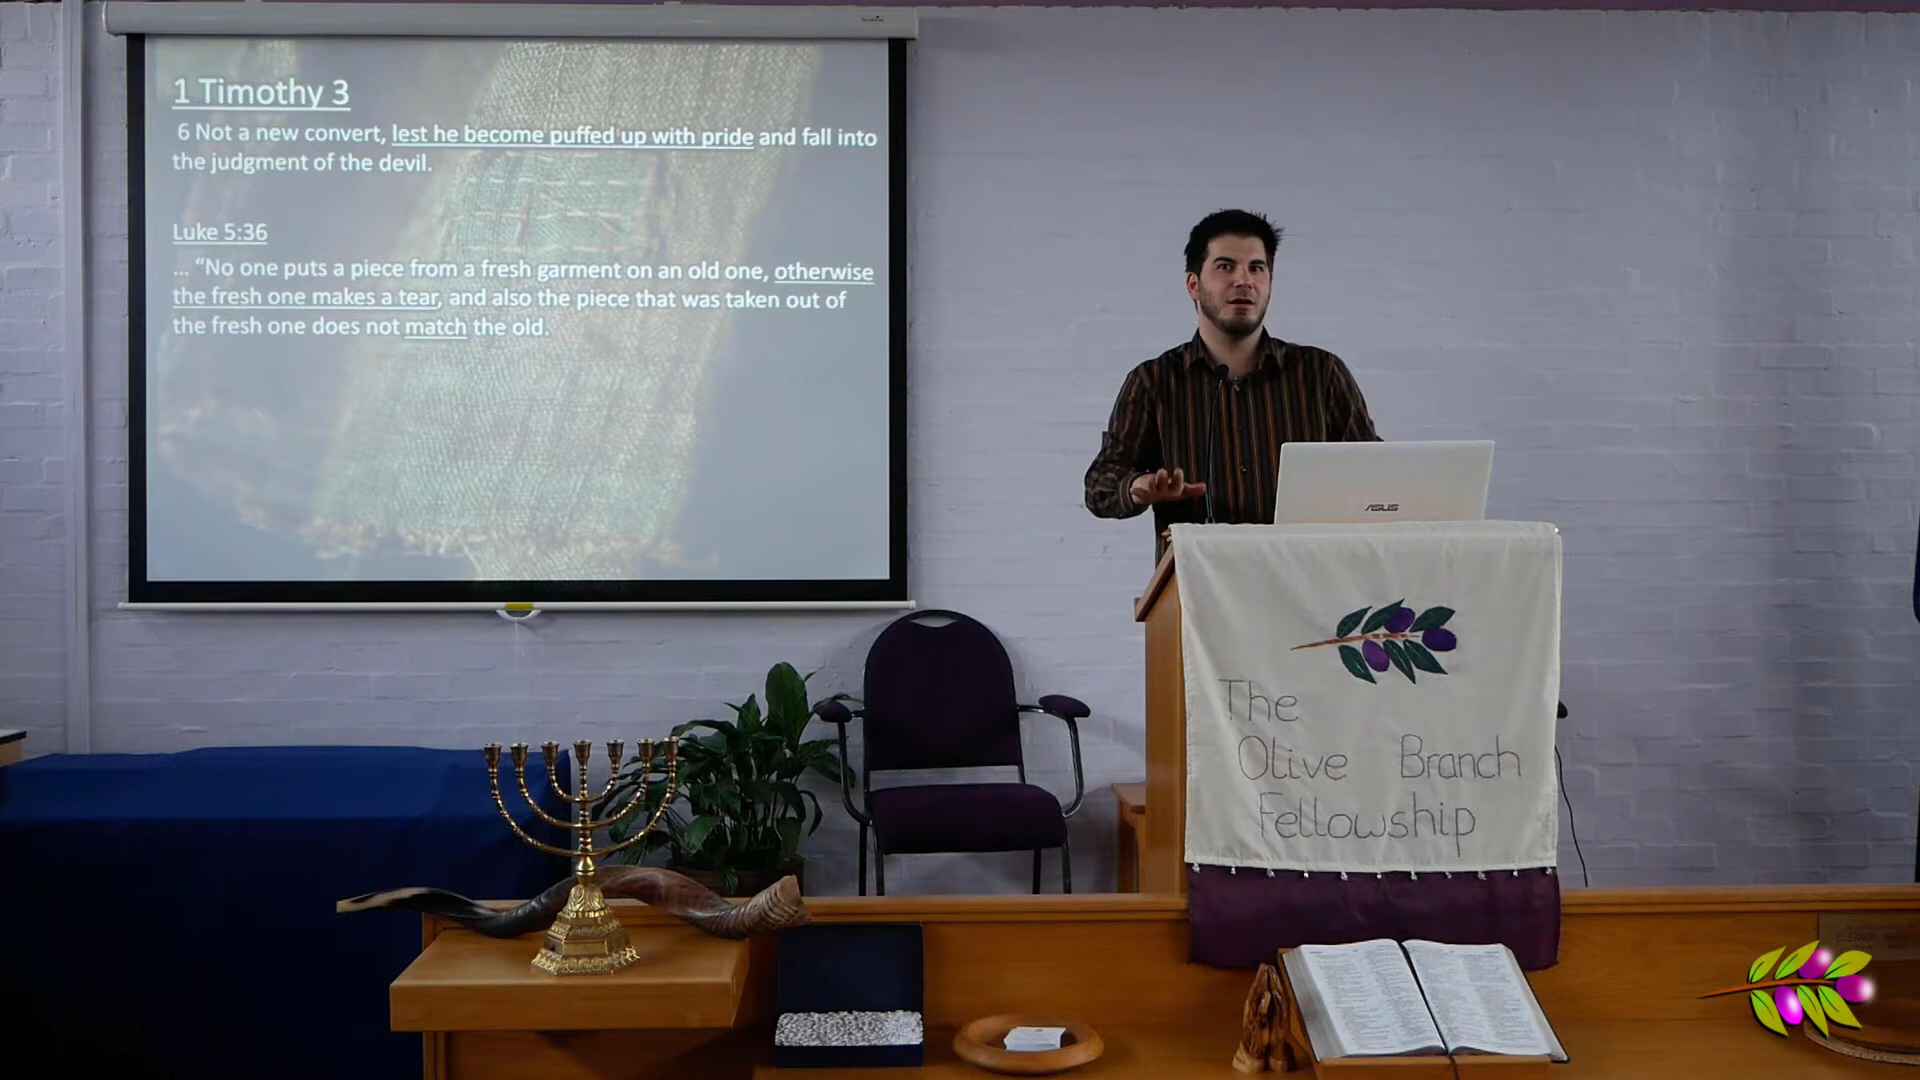 1 Timothy 3
6 Not a new convert, lest he become puffed up with pride and fall into
the judgment of the devil.
Luke 5:36
... “No one puts a piece from a fresh garment on an old one, otherwise
the fresh one makes a tear, and also the piece that was taken out of
the fresh one does not match the old.
ASUS
The
Olive Branch
Fellowship